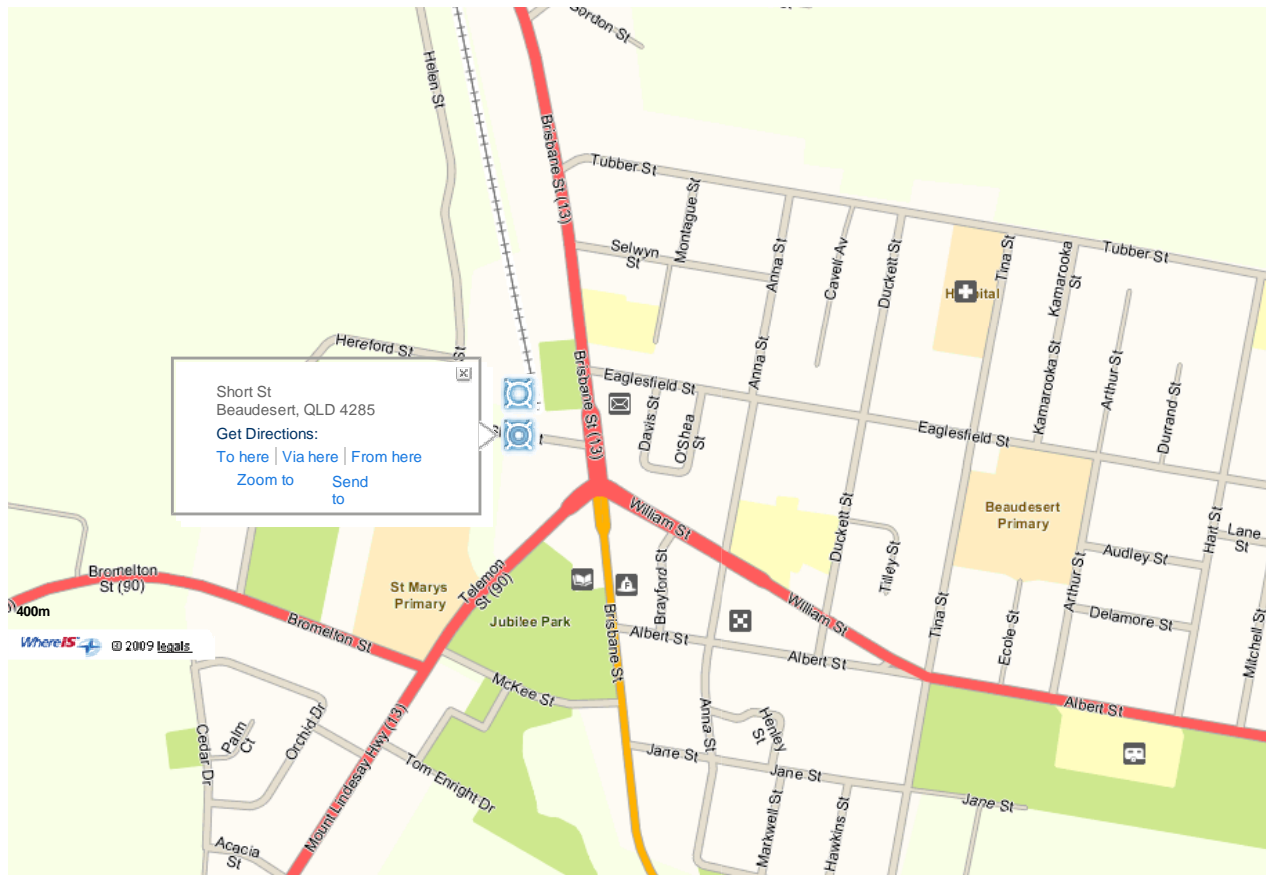 Gordon St
Helen St
Brisbane St (13)
Tubber St
Montague St
Selwyn
St
Anna St
Cavell Av
Duckett St
Tina St
Kamarooka
St
Tubber St
Hereford St
St
Short St
Beaudesert, QLD 4285
Get Directions:
To here | Via here | From here
Zoom to
Send
to
Brisbane St (13)
Eaglesfield St
Davis St
O'Shea
St
Anna St
Kamarooka St
Arthur St
Durrand St
Eaglesfield St
William St
Duckett St
Tilley St
Beaudesert
Primary
Hart St
Lane
St
Audley St
Arthur St
Delamore St
Mitchell St
Bromelton
St (90)
400m
WhereiS
© 2009 legals
Bromelton St
St Marys
Primary
Telemon
St (90)
Jubilee Park
F
Brisbane St
Brayford St
Albert St
William St
Albert St
Tina St
Ecole St
Albert St
McKee St
Cedar Dr
Palm
Ct
Orchid Dr
Mount Lindesay Hwy (13)
Tom Enright Dr
Acacia
St
Anna St
Henley
St
Jane St
Jane St
Jane St
Markwell St
Hawkins St